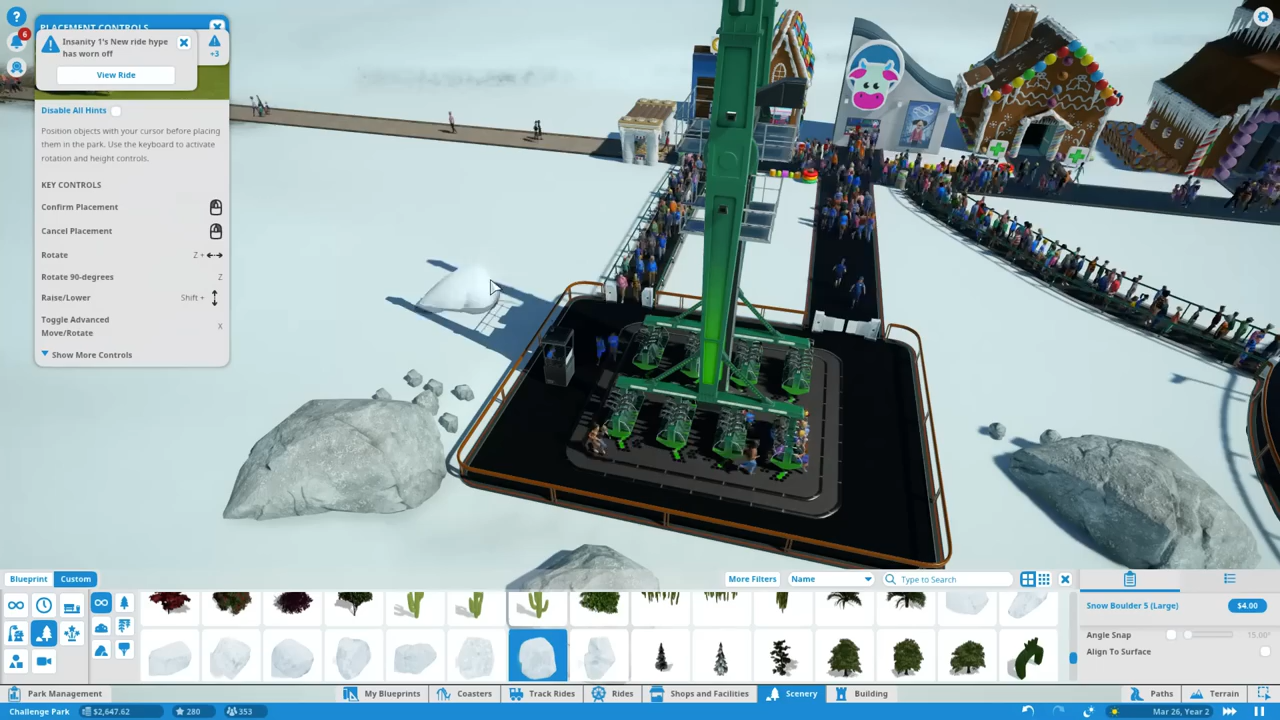 ?
PLACEMENT CONTROLS
6
Insanity 1's New ride hype
has worn off
+3
View Ride
Disable All Hints
Position objects with your cursor before placing
them in the park. Use the keyboard to activate
rotation and height controls.
KEY CONTROLS
Confirm Placement
Cancel Placement
Rotate Z +
Rotate 90-degrees Z
Raise/Lower Shift +
Toggle Advanced
Move/Rotate X
Show More Controls
Blueprint Custom
More Filters Name Type to Search
Snow Boulder 5 (Large) $4.00
Angle Snap 15.00°
Align To Surface
Park Management My Blueprints Coasters Track Rides Rides Shops and Facilities Scenery Building Paths Terrain
Challenge Park $2,647.62 280 353 Mar 26, Year 2